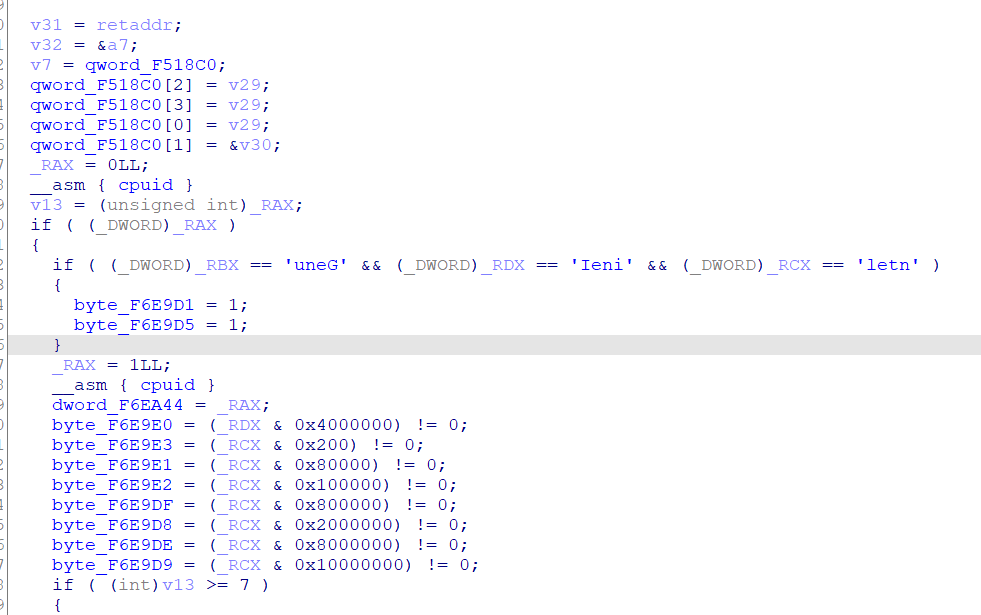 v31 = retaddr;
v32 = &a7;
v7 = qword_F518C0;
qword_F518C0[2] = v29;
qword_F518C0[3] = v29;
qword_F518C0[0] = v29;
qword_F518C0[1] = &v30;
_RAX = 0LL;
__asm { cpuid }
v13 = (unsigned int)_RAX;
if ( (_DWORD)_RAX )
{
if ( (_DWORD)_RBX == 'uneG' && (_DWORD)_RDX == 'Ieni' && (_DWORD)_RCX == 'letn' )
{
byte_F6E9D1 = 1;
byte_F6E9D5 = 1;
}
_RAX = 1LL;
__asm { cpuid }
dword_F6EA44 = _RAX;
byte_F6E9E0 = (_RDX & 0x4000000) != 0;
byte_F6E9E3 = (_RCX & 0x200) != 0;
byte_F6E9E1 = (_RCX & 0x80000) != 0;
byte_F6E9E2 = (_RCX & 0x100000) != 0;
byte_F6E9DF = (_RCX & 0x800000) != 0;
byte_F6E9D8 = (_RCX & 0x2000000) != 0;
byte_F6E9DE = (_RCX & 0x8000000) != 0;
byte_F6E9D9 = (_RCX & 0x10000000) != 0;
if ( (int)v13 >= 7 )
{